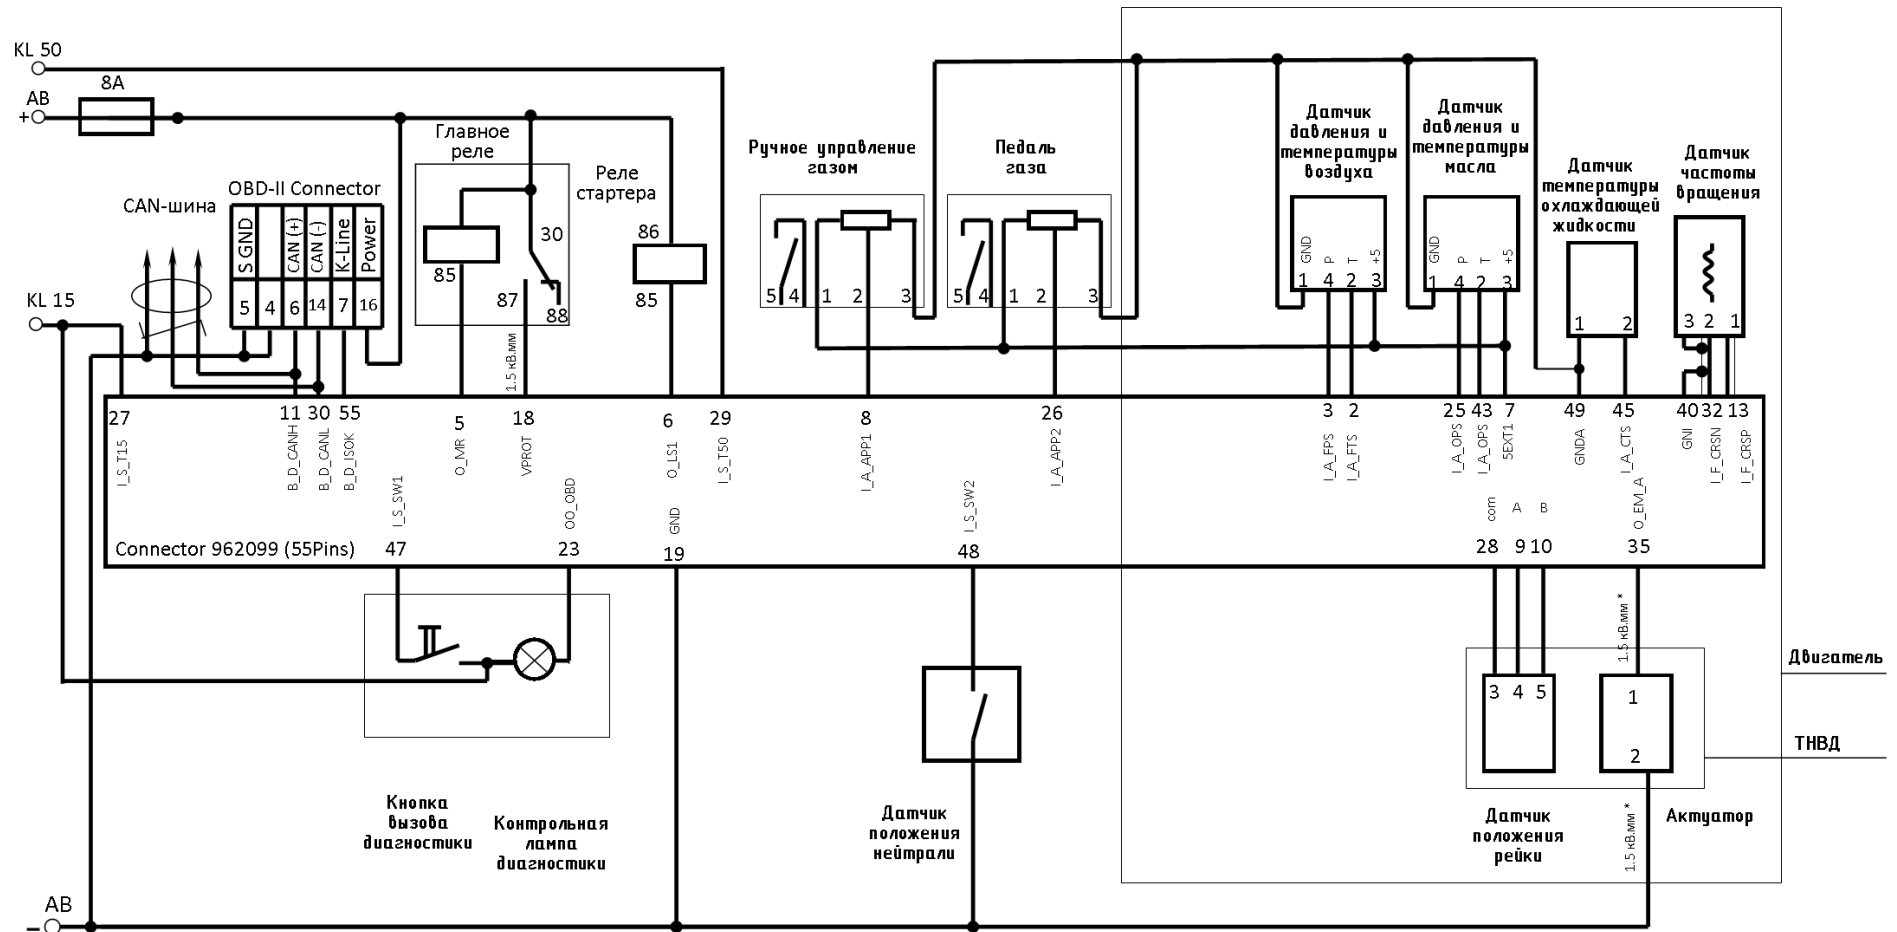 KL 50
8A
AB
+
Главное
реле
Реле
стартера
OBD-II Connector
CAN-шина
S GND
CAN (+)
CAN (-)
K-Line
Power
5
4
6
14
7
16
KL 15
30
85
87
88
1.5 кв.мм
86
85
Ручное управление
газом
5
4
1
2
3
Педаль
газа
5
4
1
2
3
Датчик
давления и
температуры
воздуха
GND
P
T
+5
1
4
2
3
Датчик
давления и
температуры
масла
GND
P
T
+5
1
4
2
3
Датчик
температуры
охлаждающей
жидкости
1
2
Датчик
частоты
вращения
3
2
1
27
11
30
55
5
18
6
29
8
26
3
2
25
43
7
49
45
40
32
13
I_S_T15
B_D_CANH
B_D_CANL
B_D_ISOK
I_S_SW1
O_MR
VPROT
OO_OBD
O_LS1
GND
I_S_T50
I_A_APP1
I_S_SW2
I_A_APP2
I_A_FPS
I_A_FTS
I_A_OPS
I_A_OPS
5EXT1
GNDA
I_A_CTS
O_EM_A
GNI
I_F_CRSN
I_F_CRSP
com
A
B
Connector 962099 (55Pins)
47
23
19
48
28
9
10
35
1.5 кв.мм *
3
4
5
1
2
Двигатель
ТНВД
Кнопка
вызова
диагностики
Контрольная
лампа
диагностики
Датчик
положения
нейтрали
Датчик
положения
рейки
1.5 кв.мм *
Актуатор
AB
–